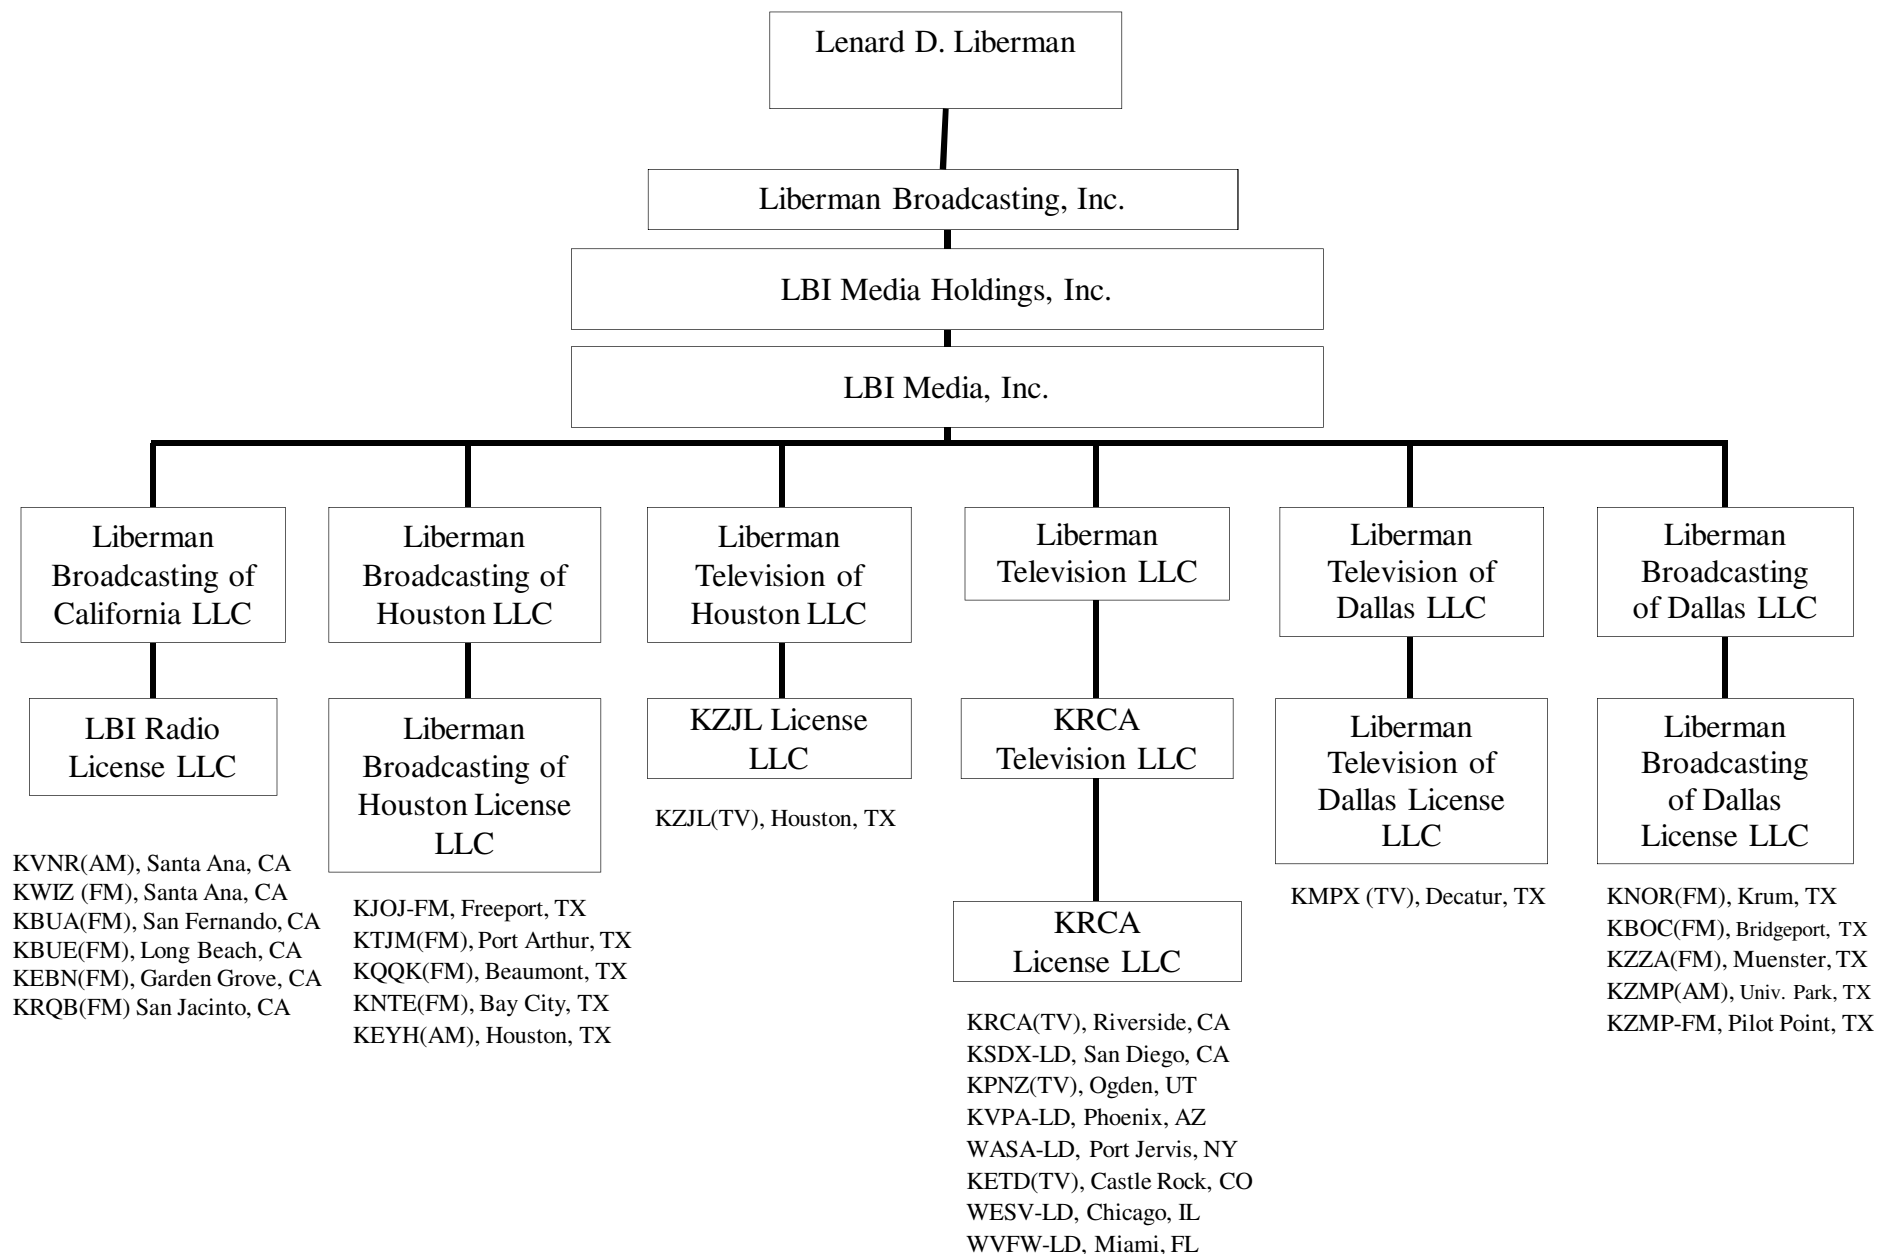 Lenard D. Liberman
Liberman Broadcasting, Inc.
LBI Media Holdings, Inc.
LBI Media, Inc.
Liberman
Broadcasting of
California LLC
Liberman
Broadcasting of
Houston LLC
Liberman
Television of
Houston LLC
Liberman
Television LLC
Liberman
Television of
Dallas LLC
Liberman
Broadcasting
of Dallas LLC
LBI Radio
License LLC
Liberman
Broadcasting of
Houston License
LLC
KZJL License
LLC
KRCA
Television LLC
Liberman
Television of
Dallas License
LLC
Liberman
Broadcasting
of Dallas
License LLC
KVNR(AM), Santa Ana, CA
KWIZ (FM), Santa Ana, CA
KBUA(FM), San Fernando, CA
KBUE(FM), Long Beach, CA
KEBN(FM), Garden Grove, CA
KRQB(FM) San Jacinto, CA
KJOJ-FM, Freeport, TX
KTJM(FM), Port Arthur, TX
KQQK(FM), Beaumont, TX
KNTE(FM), Bay City, TX
KEYH(AM), Houston, TX
KZJL(TV), Houston, TX
KRCA
License LLC
KRCA(TV), Riverside, CA
KSDX-LD, San Diego, CA
KPNZ(TV), Ogden, UT
KVPA-LD, Phoenix, AZ
WASA-LD, Port Jervis, NY
KETD(TV), Castle Rock, CO
WESV-LD, Chicago, IL
WVFW-LD, Miami, FL
KMPX (TV), Decatur, TX
KNOR(FM), Krum, TX
KBOC(FM), Bridgeport, TX
KZZA(FM), Muenster, TX
KZMP(AM), Univ. Park, TX
KZMP-FM, Pilot Point, TX